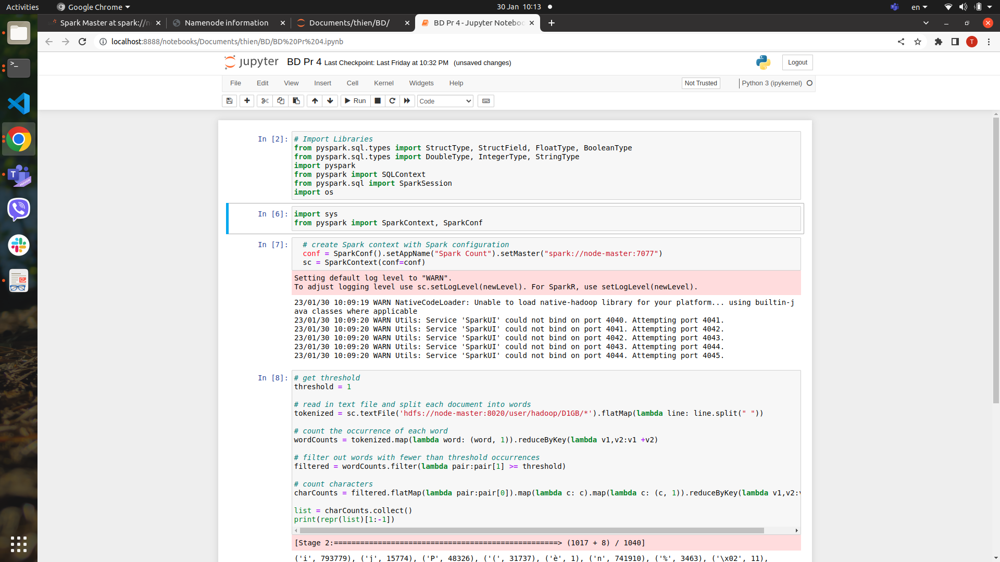 Activities
Google Chrome
30 Jan 10:13
en
Spark Master at spark://n
Namenode information
Documents/thien/BD/
BD Pr 4 - Jupyter Noteboo
localhost:8888/notebooks/Documents/thien/BD/BD%20Pr%204.ipynb
T
jupyter
BD Pr 4 Last Checkpoint: Last Friday at 10:32 PM (unsaved changes)
Logout
File Edit View Insert Cell Kernel Widgets Help
Not Trusted
Python 3 (ipykernel)
Run
Code
In [2]:
# Import Libraries
from pyspark.sql.types import StructType, StructField, FloatType, BooleanType
from pyspark.sql.types import DoubleType, IntegerType, StringType
import pyspark
from pyspark import SQLContext
from pyspark.sql import SparkSession
import os
In [6]:
import sys
from pyspark import SparkContext, SparkConf
In [7]:
# create Spark context with Spark configuration
conf = SparkConf().setAppName("Spark Count").setMaster("spark://node-master:7077")
sc = SparkContext(conf=conf)
Setting default log level to "WARN".
To adjust logging level use sc.setLogLevel(newLevel). For SparkR, use setLogLevel(newLevel).
23/01/30 10:09:19 WARN NativeCodeLoader: Unable to load native-hadoop library for your platform... using builtin-j
ava classes where applicable
23/01/30 10:09:20 WARN Utils: Service 'SparkUI' could not bind on port 4040. Attempting port 4041.
23/01/30 10:09:20 WARN Utils: Service 'SparkUI' could not bind on port 4041. Attempting port 4042.
23/01/30 10:09:20 WARN Utils: Service 'SparkUI' could not bind on port 4042. Attempting port 4043.
23/01/30 10:09:20 WARN Utils: Service 'SparkUI' could not bind on port 4043. Attempting port 4044.
23/01/30 10:09:20 WARN Utils: Service 'SparkUI' could not bind on port 4044. Attempting port 4045.
In [8]:
# get threshold
threshold = 1
# read in text file and split each document into words
tokenized = sc.textFile('hdfs://node-master:8020/user/hadoop/D1GB/*').flatMap(lambda line: line.split(" "))
# count the occurrence of each word
wordCounts = tokenized.map(lambda word: (word, 1)).reduceByKey(lambda v1,v2:v1 +v2)
# filter out words with fewer than threshold occurrences
filtered = wordCounts.filter(lambda pair:pair[1] >= threshold)
# count characters
charCounts = filtered.flatMap(lambda pair:pair[0]).map(lambda c: c).map(lambda c: (c, 1)).reduceByKey(lambda v1,v2:v
list = charCounts.collect()
print(repr(list)[1:-1])
[Stage 2:===================================================> (1017 + 8) / 1040]
('i', 793779), ('j', 15774), ('P', 48326), ('(', 31737), ('è', 1), ('n', 741910), ('%', 3463), ('\x02', 11),